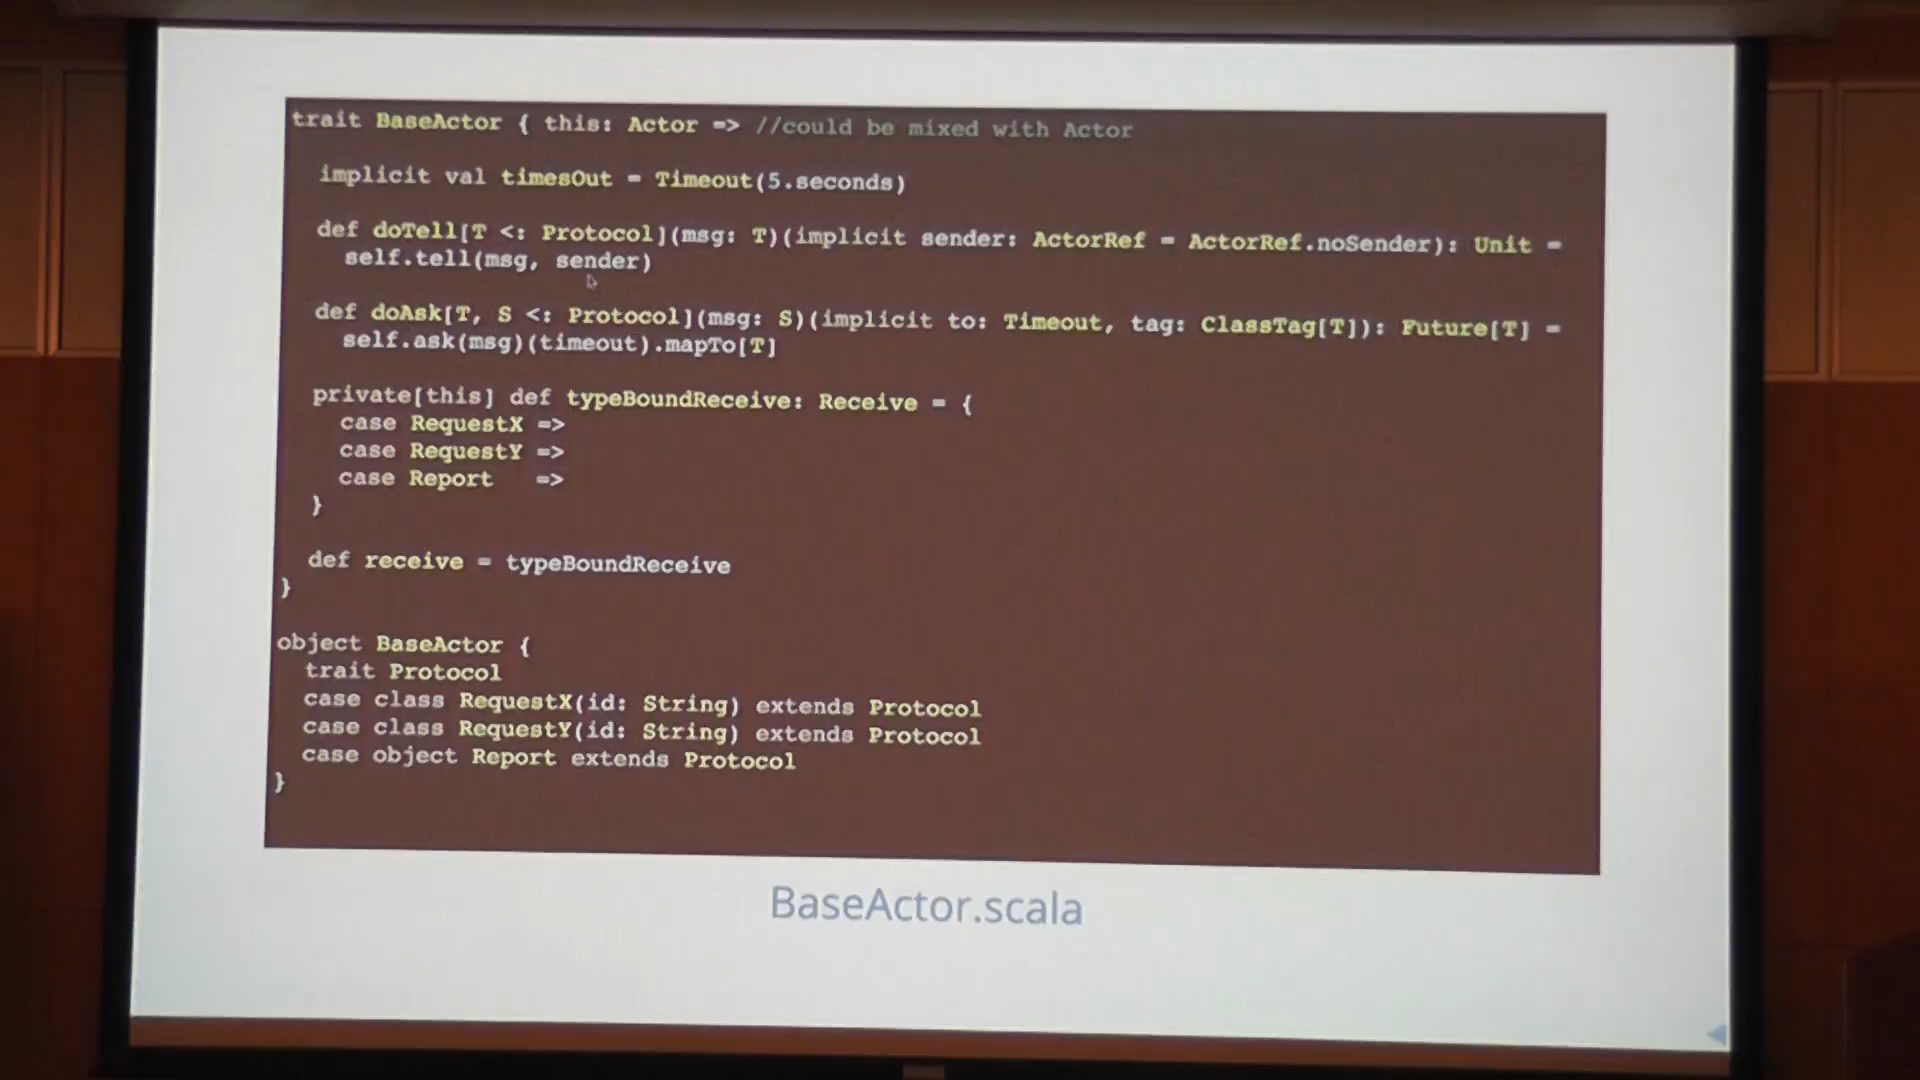 trait BaseActor { this: Actor => //could be mixed with Actor
implicit val timesOut = Timeout(5.seconds)
def doTell[T <: Protocol](msg: T)(implicit sender: ActorRef = ActorRef.noSender): Unit =
self.tell(msg, sender)
def doAsk[T, S <: Protocol](msg: S)(implicit to: Timeout, tag: ClassTag[T]): Future[T] =
self.ask(msg)(timeout).mapTo[T]
private[this] def typeBoundReceive: Receive = {
case RequestX =>
case RequestY =>
case Report =>
}
def receive = typeBoundReceive
}
object BaseActor {
trait Protocol
case class RequestX(id: String) extends Protocol
case class RequestY(id: String) extends Protocol
case object Report extends Protocol
}
BaseActor.scala